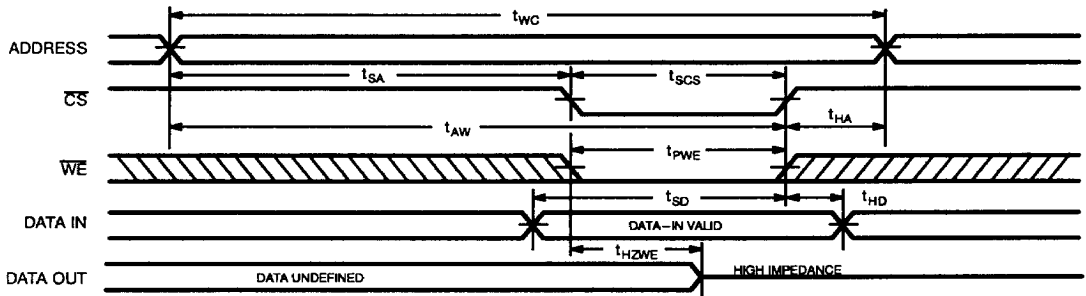 tWC
ADDRESS
tSA tSCS
CS
tAW tHA
WE tPWE
tSD tHD
DATA IN DATA-IN VALID
tHZWE
DATA OUT DATA UNDEFINED HIGH IMPEDANCE